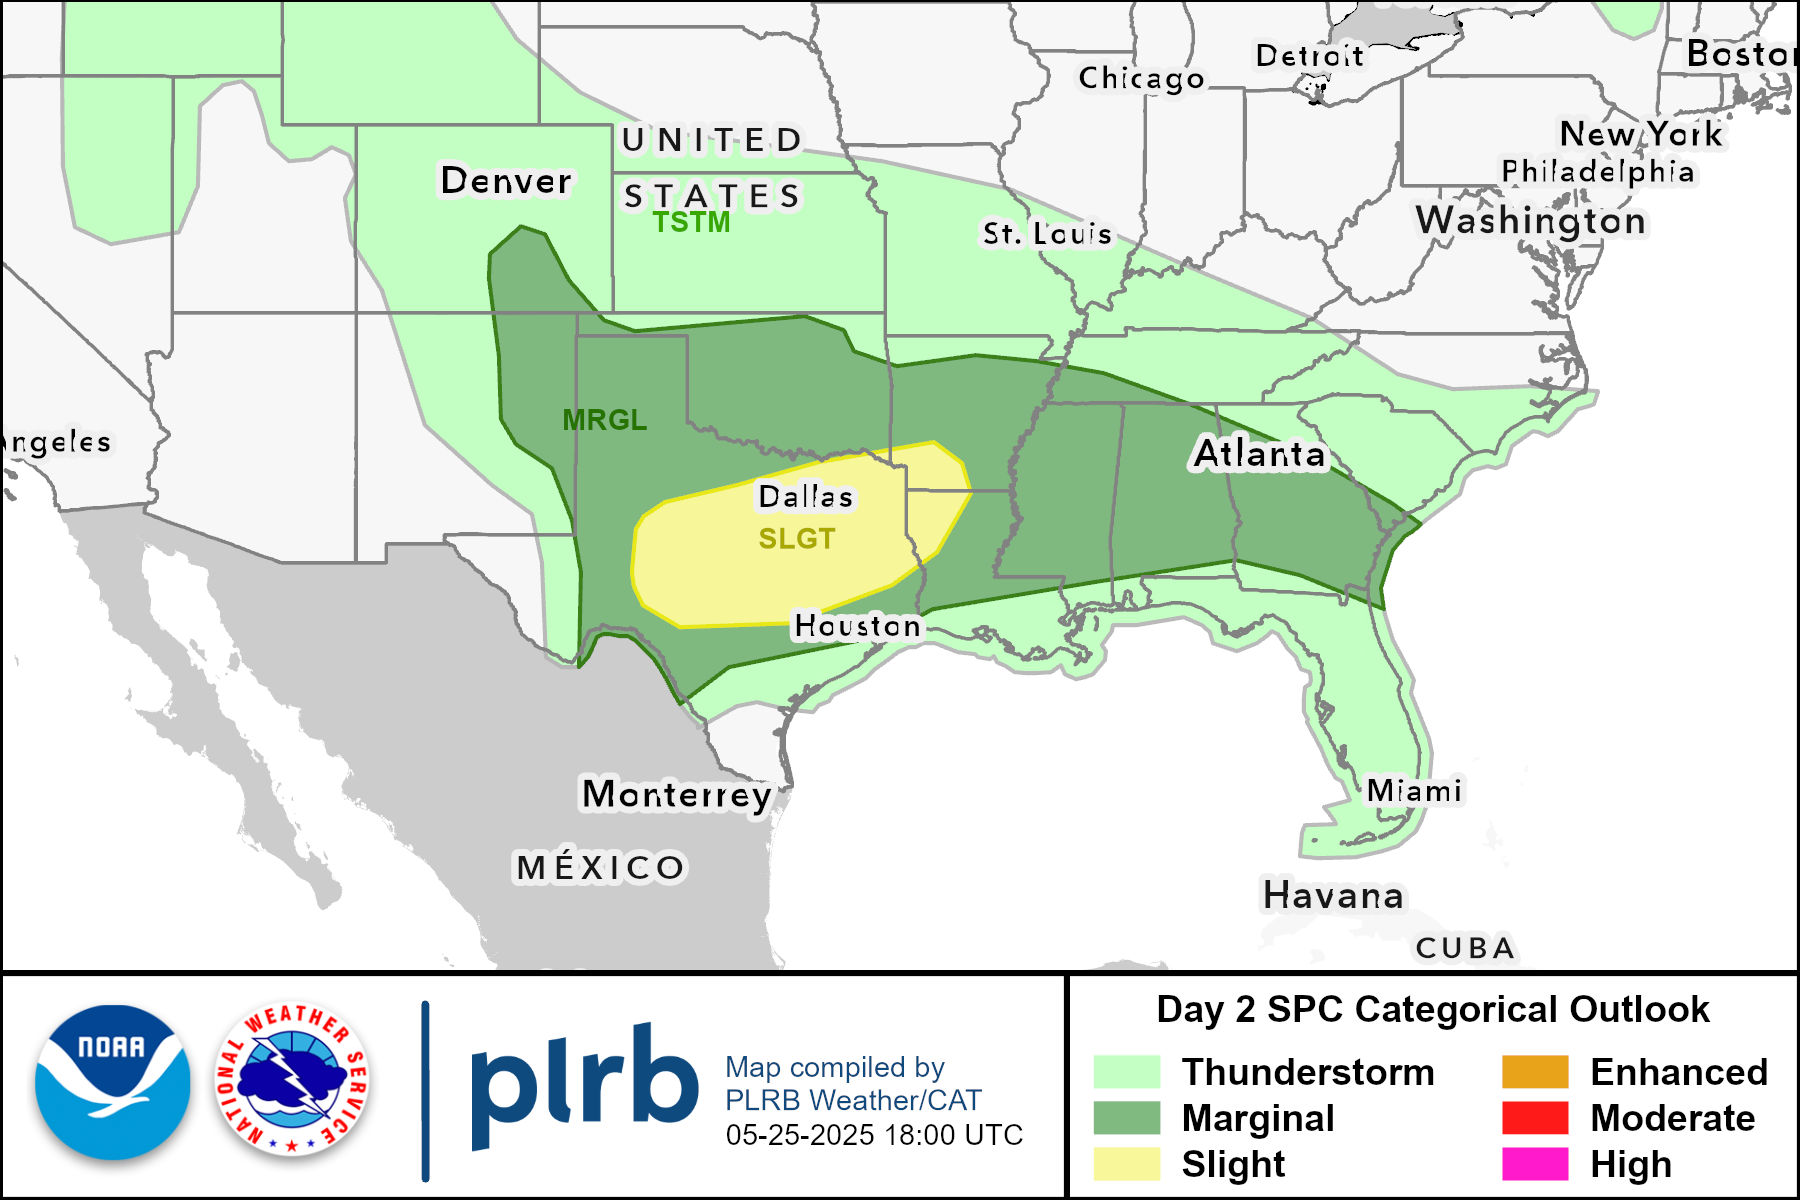 Detroit
Boston
Chicago
New York
UNITED
Philadelphia
Denver
STATES
TSTM
Washington
St. Louis
MRGL
ngeles
Atlanta
Dallas
SLGT
Houston
Monterrey
Miami
MÉXICO
Havana
CUBA
NOAA
NATIONAL WEATHER SERVICE
plrb
Map compiled by
PLRB Weather/CAT
05-25-2025 18:00 UTC
Day 2 SPC Categorical Outlook
Thunderstorm
Enhanced
Marginal
Moderate
Slight
High